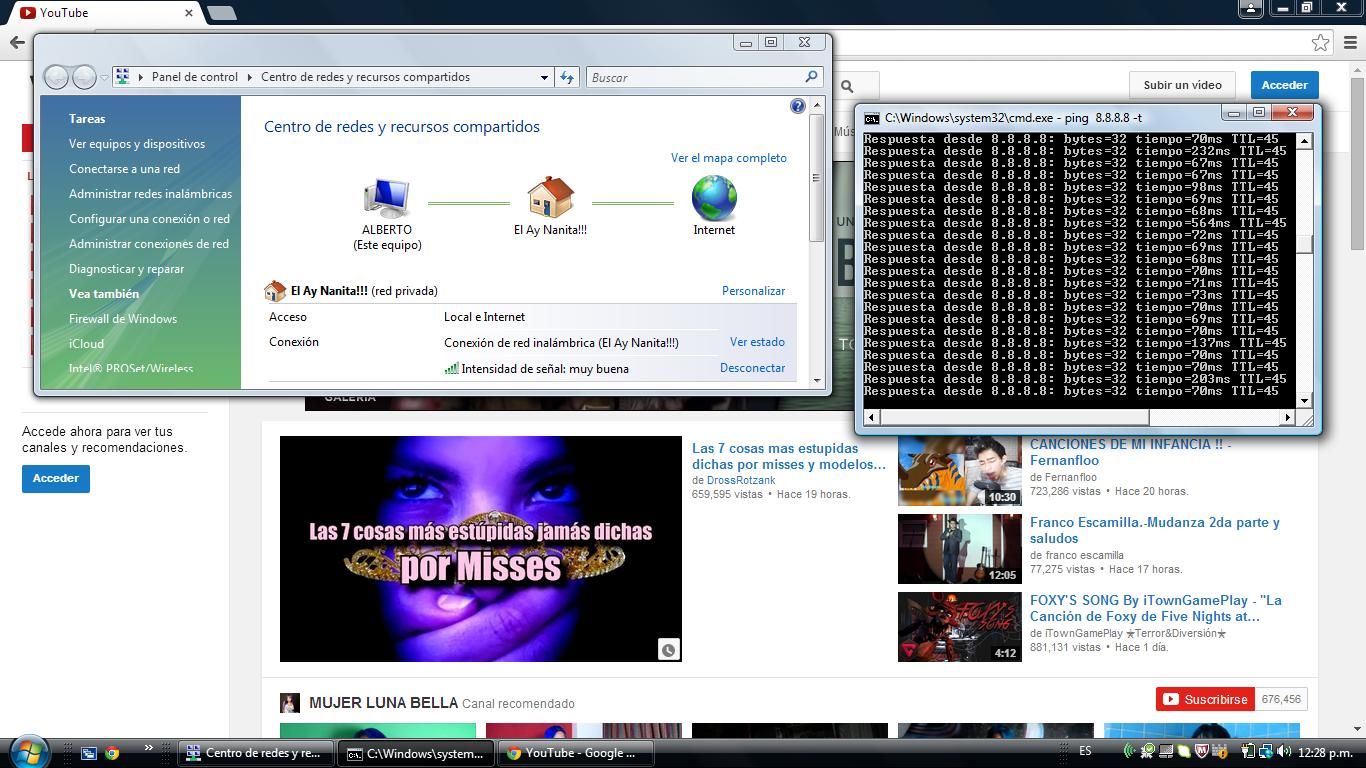 YouTube
Panel de control
Centro de redes y recursos compartidos
Buscar
Subir un vídeo
Acceder
Tareas
Ver equipos y dispositivos
Conectarse a una red
Administrar redes inalámbricas
Configurar una conexión o red
Administrar conexiones de red
Diagnosticar y reparar
Vea también
Firewall de Windows
iCloud
Intel® PROSet/Wireless
Centro de redes y recursos compartidos
Ver el mapa completo
ALBERTO
(Este equipo)
El Ay Nanita!!!
Internet
El Ay Nanita!!! (red privada)
Personalizar
Acceso
Local e Internet
Conexión
Conexión de red inalámbrica (El Ay Nanita!!!)
Ver estado
Intensidad de señal: muy buena
Desconectar
C:\Windows\system32\cmd.exe - ping 8.8.8.8 -t
Respuesta desde 8.8.8.8: bytes=32 tiempo=70ms TTL=45
Respuesta desde 8.8.8.8: bytes=32 tiempo=232ms TTL=45
Respuesta desde 8.8.8.8: bytes=32 tiempo=67ms TTL=45
Respuesta desde 8.8.8.8: bytes=32 tiempo=67ms TTL=45
Respuesta desde 8.8.8.8: bytes=32 tiempo=98ms TTL=45
Respuesta desde 8.8.8.8: bytes=32 tiempo=69ms TTL=45
Respuesta desde 8.8.8.8: bytes=32 tiempo=68ms TTL=45
Respuesta desde 8.8.8.8: bytes=32 tiempo=564ms TTL=45
Respuesta desde 8.8.8.8: bytes=32 tiempo=72ms TTL=45
Respuesta desde 8.8.8.8: bytes=32 tiempo=69ms TTL=45
Respuesta desde 8.8.8.8: bytes=32 tiempo=68ms TTL=45
Respuesta desde 8.8.8.8: bytes=32 tiempo=70ms TTL=45
Respuesta desde 8.8.8.8: bytes=32 tiempo=71ms TTL=45
Respuesta desde 8.8.8.8: bytes=32 tiempo=73ms TTL=45
Respuesta desde 8.8.8.8: bytes=32 tiempo=70ms TTL=45
Respuesta desde 8.8.8.8: bytes=32 tiempo=69ms TTL=45
Respuesta desde 8.8.8.8: bytes=32 tiempo=70ms TTL=45
Respuesta desde 8.8.8.8: bytes=32 tiempo=137ms TTL=45
Respuesta desde 8.8.8.8: bytes=32 tiempo=70ms TTL=45
Respuesta desde 8.8.8.8: bytes=32 tiempo=70ms TTL=45
Respuesta desde 8.8.8.8: bytes=32 tiempo=203ms TTL=45
Respuesta desde 8.8.8.8: bytes=32 tiempo=70ms TTL=45
GALERÍA
Accede ahora para ver tus
canales y recomendaciones.
Acceder
Las 7 cosas más estúpidas jamás dichas
por Misses
Las 7 cosas mas estupidas
dichas por misses y modelos...
de DrossRotzank
659,595 vistas • Hace 19 horas.
10:30
CANCIONES DE MI INFANCIA !! -
Fernanfloo
de Fernanfloo
723,286 vistas • Hace 20 horas.
12:05
Franco Escamilla.-Mudanza 2da parte y
saludos
de franco escamilla
77,275 vistas • Hace 17 horas.
FOXY'S
SONG
4:12
FOXY'S SONG By iTownGamePlay - "La
Canción de Foxy de Five Nights at...
de iTownGamePlay ★Terror&Diversión★
881,131 vistas • Hace 1 día.
MUJER LUNA BELLA Canal recomendado
Suscribirse
676,456
Centro de redes y re...
C:\Windows\system...
YouTube - Google ...
ES
12:28 p.m.